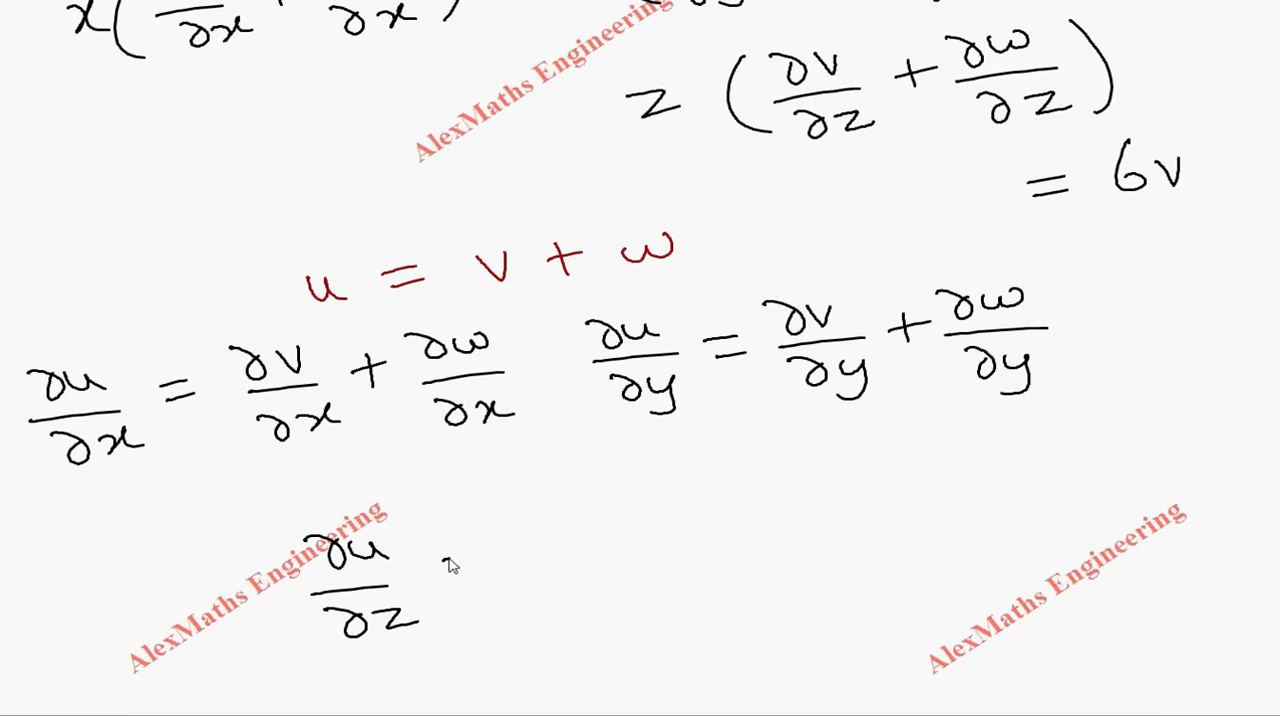 x(∂/∂x ∂x)
z (∂v/∂z + ∂w/∂z)
= 6v
u = v + w
∂u/∂x = ∂v/∂x + ∂w/∂x ∂u/∂y = ∂v/∂y + ∂w/∂y
∂u/∂z
AlexMaths Engineering
AlexMaths Engineering
AlexMaths Engineering